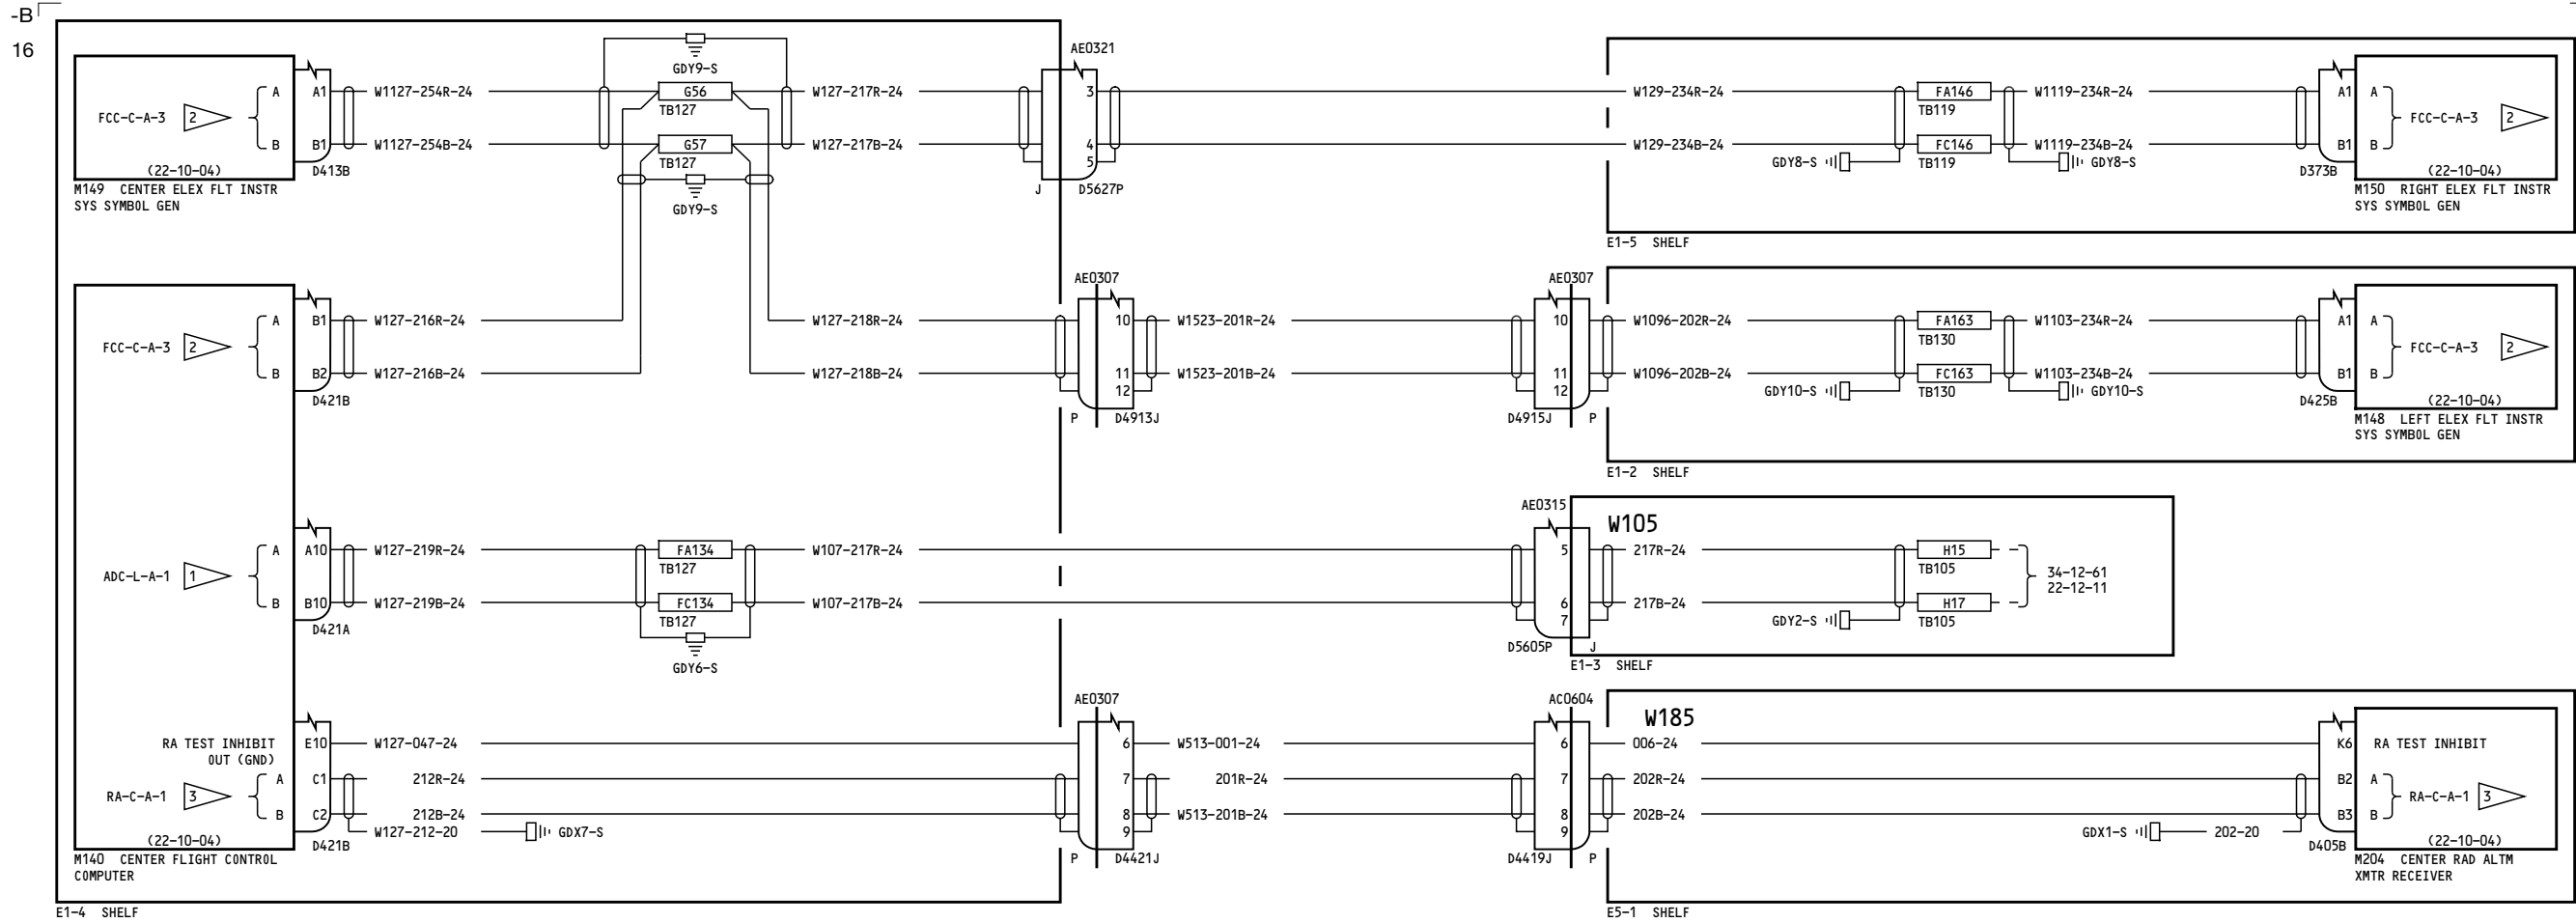 -B
16
AE0321
GDY9-S
FCC-C-A-3 2 A B A1 B1
W1127-254R-24 G56 W127-217R-24 3 W129-234R-24 FA146 W1119-234R-24 A1 A
TB127 TB119
FCC-C-A-3 2
W1127-254B-24 G57 W127-217B-24 4 W129-234B-24 FC146 W1119-234B-24 B1 B
TB127 5 GDY8-S TB119 GDY8-S
(22-10-04) D413B D373B (22-10-04)
M149 CENTER ELEX FLT INSTR
SYS SYMBOL GEN
GDY9-S
J D5627P
M150 RIGHT ELEX FLT INSTR
SYS SYMBOL GEN
E1-5 SHELF
AE0307 AE0307
A B1 W127-216R-24 W127-218R-24 10 W1523-201R-24 10 W1096-202R-24 FA163 W1103-234R-24 A1 A
TB130
FCC-C-A-3 2 FCC-C-A-3 2
B B2 W127-216B-24 W127-218B-24 11 W1523-201B-24 11 W1096-202B-24 FC163 W1103-234B-24 B1 B
12 12 GDY10-S TB130 GDY10-S
D421B D425B (22-10-04)
P D4913J D4915J P
M148 LEFT ELEX FLT INSTR
SYS SYMBOL GEN
E1-2 SHELF
AE0315
W105
A A10 W127-219R-24 FA134 W107-217R-24 5 217R-24 H15
TB127 TB105
ADC-L-A-1 1 34-12-61
22-12-11
B B10 W127-219B-24 FC134 W107-217B-24 6 217B-24 H17
TB127 7 GDY2-S TB105
D421A
GDY6-S
D5605P J
E1-3 SHELF
AE0307 AC0604
W185
RA TEST INHIBIT E10 W127-047-24 6 W513-001-24 6 006-24 K6 RA TEST INHIBIT
OUT (GND)
A C1 212R-24 7 201R-24 7 202R-24 B2 A
RA-C-A-1 3 RA-C-A-1 3
B C2 212B-24 8 W513-201B-24 8 202B-24 B3 B
W127-212-20 GDX7-S 9 9 GDX1-S 202-20
(22-10-04) D421B D405B (22-10-04)
P D4421J D4419J P
M140 CENTER FLIGHT CONTROL
COMPUTER
M204 CENTER RAD ALTM
XMTR RECEIVER
E1-4 SHELF E5-1 SHELF